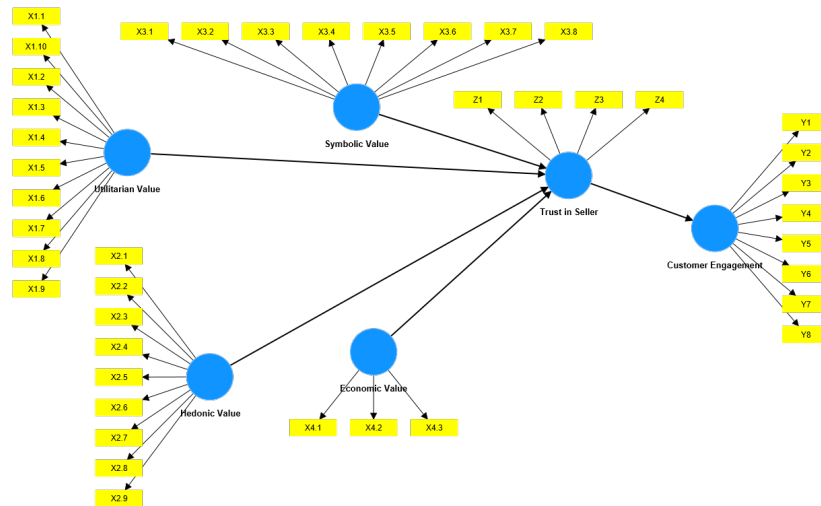 X1.1
X1.10
X1.2
X1.3
X1.4
X1.5
X1.6
X1.7
X1.8
X1.9
Utilitarian Value
X3.1
X3.2
X3.3
X3.4
X3.5
X3.6
X3.7
X3.8
Symbolic Value
Z1
Z2
Z3
Z4
Trust in Seller
Y1
Y2
Y3
Y4
Y5
Y6
Y7
Y8
Customer Engagement
X2.1
X2.2
X2.3
X2.4
X2.5
X2.6
X2.7
X2.8
X2.9
Hedonic Value
Economic Value
X4.1
X4.2
X4.3